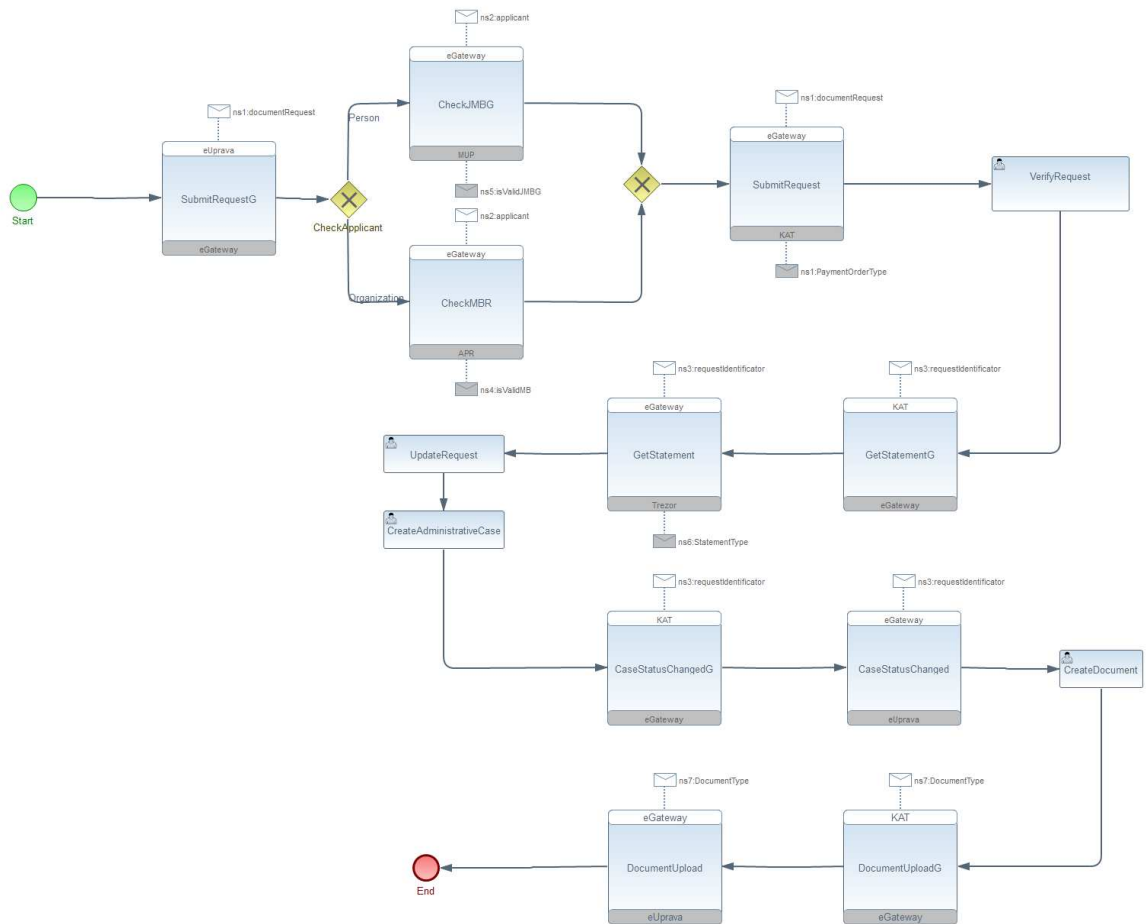 ns2:applicant
eGateway
CheckJMBG
MUP
ns5:isValidJMBG
ns1:documentRequest
eUprava
SubmitRequestG
eGateway
Start
Person
CheckApplicant
Organization
ns2:applicant
eGateway
CheckMBR
APR
ns4:isValidMB
ns1:documentRequest
eGateway
SubmitRequest
KAT
ns1:PaymentOrderType
VerifyRequest
ns3:requestIdentificator
KAT
GetStatementG
eGateway
ns3:requestIdentificator
eGateway
GetStatement
Trezor
ns6:StatementType
UpdateRequest
CreateAdministrativeCase
ns3:requestIdentificator
KAT
CaseStatusChangedG
eGateway
ns3:requestIdentificator
eGateway
CaseStatusChanged
eUprava
CreateDocument
ns7:DocumentType
KAT
DocumentUploadG
eGateway
ns7:DocumentType
eGateway
DocumentUpload
eUprava
End